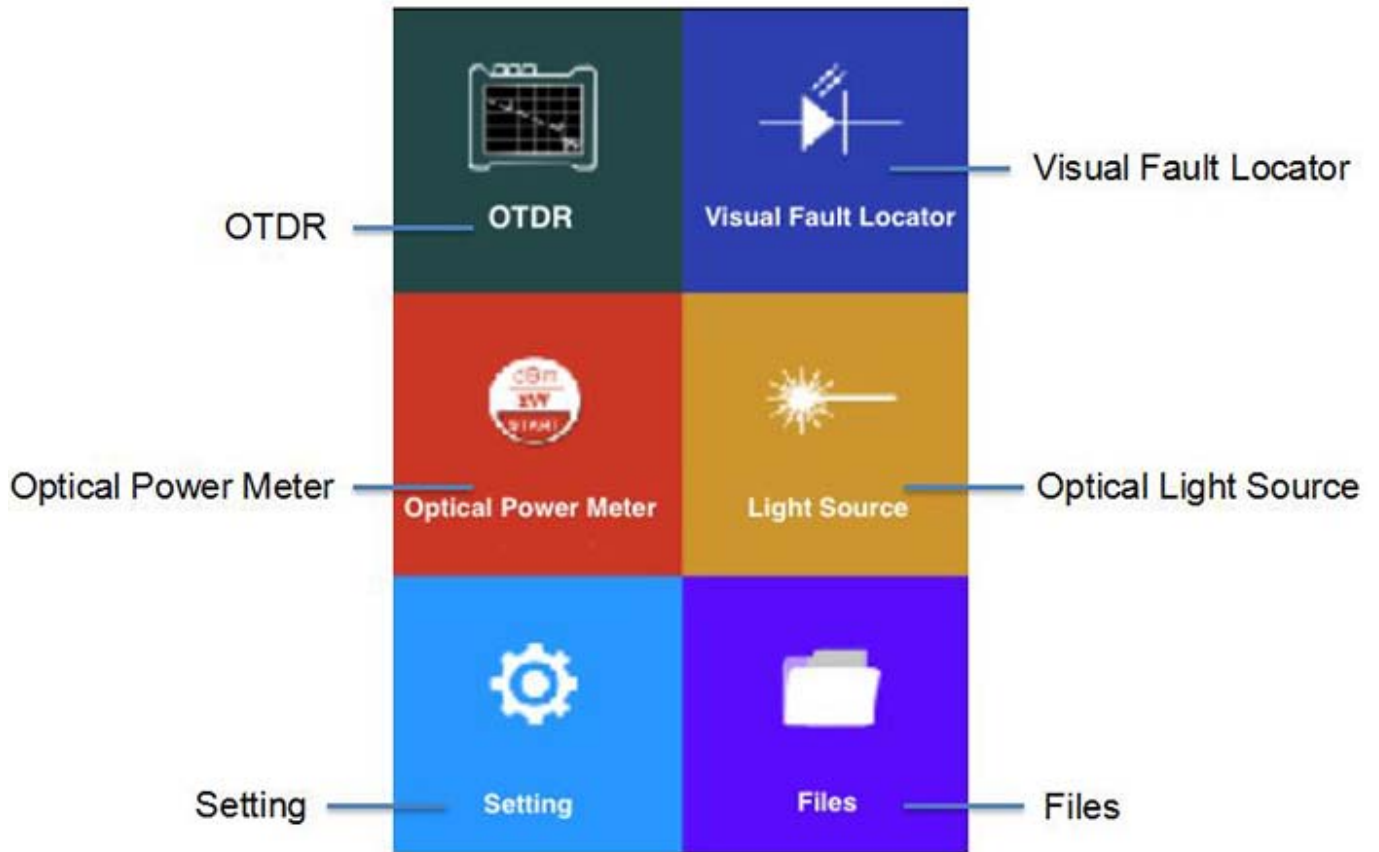 OTDR
Visual Fault Locator
Visual Fault Locator
OTDR
Optical Power Meter
Optical Power Meter
Light Source
Optical Light Source
Setting
Setting
Files
Files